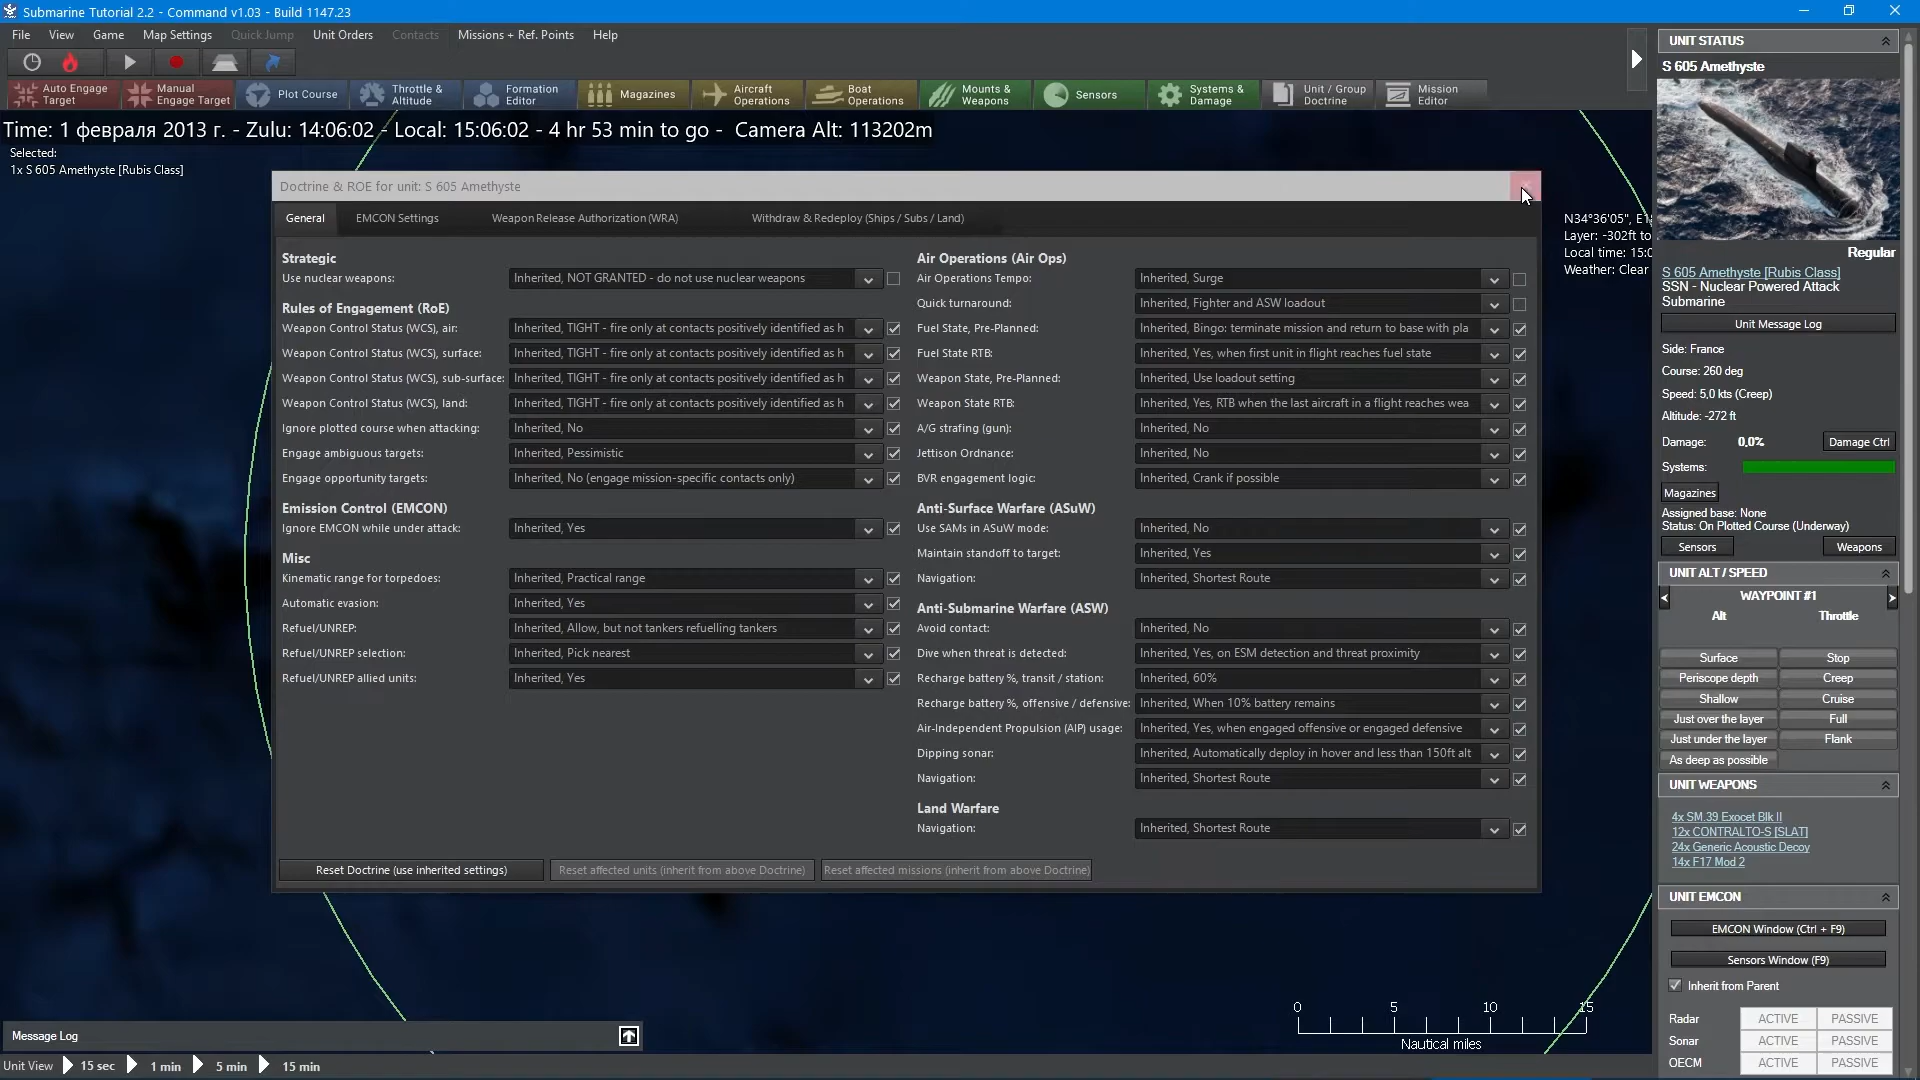 Submarine Tutorial 2.2 - Command v1.03 - Build 1147.23
File View Game Map Settings Quick Jump Unit Orders Contacts Missions + Ref. Points Help
Auto Engage Target
Manual Engage Target
Plot Course
Throttle & Altitude
Formation Editor
Magazines
Aircraft Operations
Boat Operations
Mounts & Weapons
Sensors
Systems & Damage
Unit / Group Doctrine
Mission Editor
Time: 1 февраля 2013 г. - Zulu: 14:06:02 - Local: 15:06:02 - 4 hr 53 min to go - Camera Alt: 113202m
Selected:
1x S 605 Amethyste [Rubis Class]
Doctrine & ROE for unit: S 605 Amethyste
General EMCON Settings Weapon Release Authorization (WRA) Withdraw & Redeploy (Ships / Subs / Land)
Strategic
Use nuclear weapons: Inherited, NOT GRANTED - do not use nuclear weapons
Rules of Engagement (RoE)
Weapon Control Status (WCS), air: Inherited, TIGHT - fire only at contacts positively identified as h
Weapon Control Status (WCS), surface: Inherited, TIGHT - fire only at contacts positively identified as h
Weapon Control Status (WCS), sub-surface: Inherited, TIGHT - fire only at contacts positively identified as h
Weapon Control Status (WCS), land: Inherited, TIGHT - fire only at contacts positively identified as h
Ignore plotted course when attacking: Inherited, No
Engage ambiguous targets: Inherited, Pessimistic
Engage opportunity targets: Inherited, No (engage mission-specific contacts only)
Emission Control (EMCON)
Ignore EMCON while under attack: Inherited, Yes
Misc
Kinematic range for torpedoes: Inherited, Practical range
Automatic evasion: Inherited, Yes
Refuel/UNREP: Inherited, Allow, but not tankers refuelling tankers
Refuel/UNREP selection: Inherited, Pick nearest
Refuel/UNREP allied units: Inherited, Yes
Air Operations (Air Ops)
Air Operations Tempo: Inherited, Surge
Quick turnaround: Inherited, Fighter and ASW loadout
Fuel State, Pre-Planned: Inherited, Bingo: terminate mission and return to base with pla
Fuel State RTB: Inherited, Yes, when first unit in flight reaches fuel state
Weapon State, Pre-Planned: Inherited, Use loadout setting
Weapon State RTB: Inherited, Yes, RTB when the last aircraft in a flight reaches wea
A/G strafing (gun): Inherited, No
Jettison Ordnance: Inherited, No
BVR engagement logic: Inherited, Crank if possible
Anti-Surface Warfare (ASuW)
Use SAMs in ASuW mode: Inherited, No
Maintain standoff to target: Inherited, Yes
Navigation: Inherited, Shortest Route
Anti-Submarine Warfare (ASW)
Avoid contact: Inherited, No
Dive when threat is detected: Inherited, Yes, on ESM detection and threat proximity
Recharge battery %, transit / station: Inherited, 60%
Recharge battery %, offensive / defensive: Inherited, When 10% battery remains
Air-Independent Propulsion (AIP) usage: Inherited, Yes, when engaged offensive or engaged defensive
Dipping sonar: Inherited, Automatically deploy in hover and less than 150ft alt
Navigation: Inherited, Shortest Route
Land Warfare
Navigation: Inherited, Shortest Route
Reset Doctrine (use inherited settings) Reset affected units (inherit from above Doctrine) Reset affected missions (inherit from above Doctrine)
N34°36'05", E1
Layer: -302ft to
Local time: 15:0
Weather: Clear
UNIT STATUS
S 605 Amethyste
Regular
S 605 Amethyste [Rubis Class]
SSN - Nuclear Powered Attack
Submarine
Unit Message Log
Side: France
Course: 260 deg
Speed: 5,0 kts (Creep)
Altitude: -272 ft
Damage: 0,0% Damage Ctrl
Systems:
Magazines
Assigned base: None
Status: On Plotted Course (Underway)
Sensors Weapons
UNIT ALT / SPEED
WAYPOINT #1
Alt Throttle
Surface Stop
Periscope depth Creep
Shallow Cruise
Just over the layer Full
Just under the layer Flank
As deep as possible
UNIT WEAPONS
4x SM.39 Exocet Blk II
12x CONTRALTO-S [SLAT]
24x Generic Acoustic Decoy
14x F17 Mod 2
UNIT EMCON
EMCON Window (Ctrl + F9)
Sensors Window (F9)
Inherit from Parent
Radar ACTIVE PASSIVE
Sonar ACTIVE PASSIVE
OECM ACTIVE PASSIVE
0 5 10 15
Nautical miles
Message Log
Unit View 15 sec 1 min 5 min 15 min